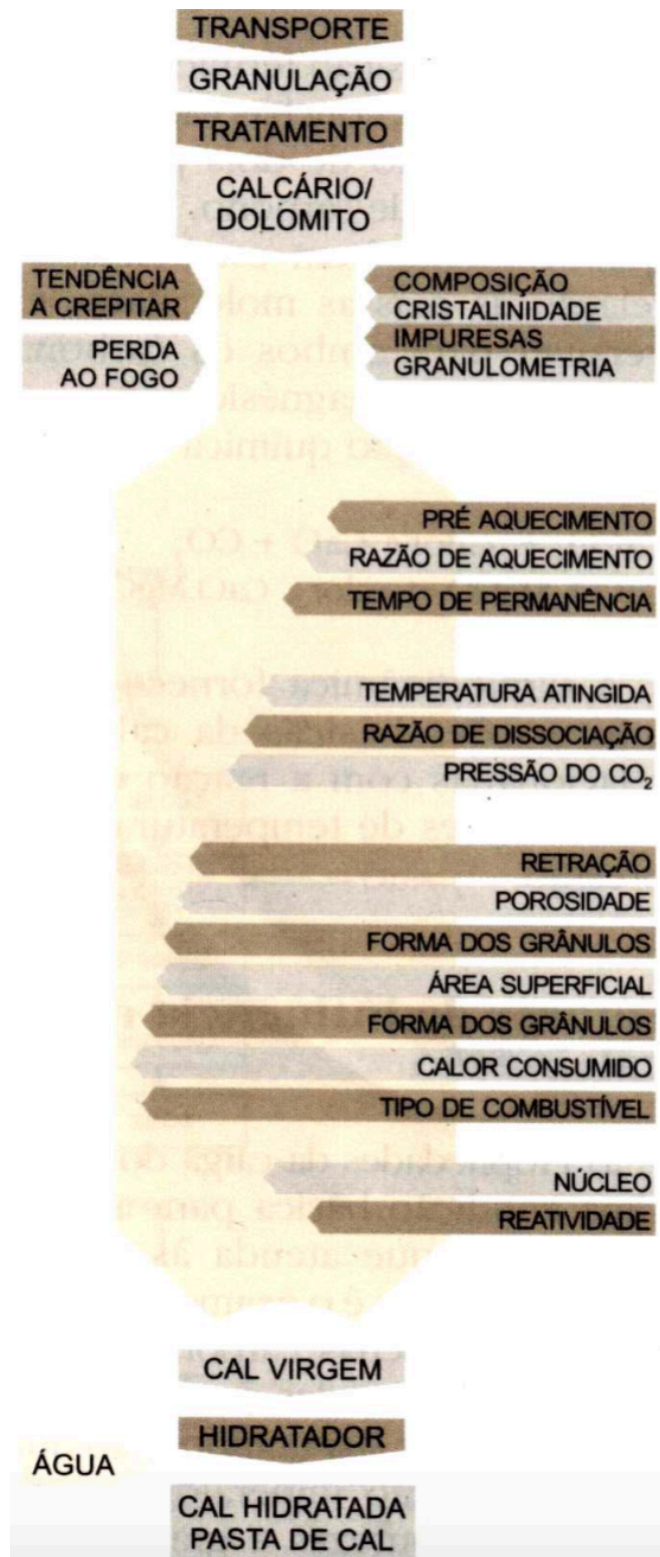 TRANSPORTE
GRANULAÇÃO
TRATAMENTO
CALCÁRIO/
DOLOMITO
TENDÊNCIA
A CREPITAR
PERDA
AO FOGO
COMPOSIÇÃO
CRISTALINIDADE
IMPURESAS
GRANULOMETRIA
PRÉ AQUECIMENTO
RAZÃO DE AQUECIMENTO
TEMPO DE PERMANÊNCIA
TEMPERATURA ATINGIDA
RAZÃO DE DISSOCIAÇÃO
PRESSÃO DO CO₂
RETRAÇÃO
POROSIDADE
FORMA DOS GRÂNULOS
ÁREA SUPERFICIAL
FORMA DOS GRÂNULOS
CALOR CONSUMIDO
TIPO DE COMBUSTÍVEL
NÚCLEO
REATIVIDADE
CAL VIRGEM
HIDRATADOR
ÁGUA
CAL HIDRATADA
PASTA DE CAL